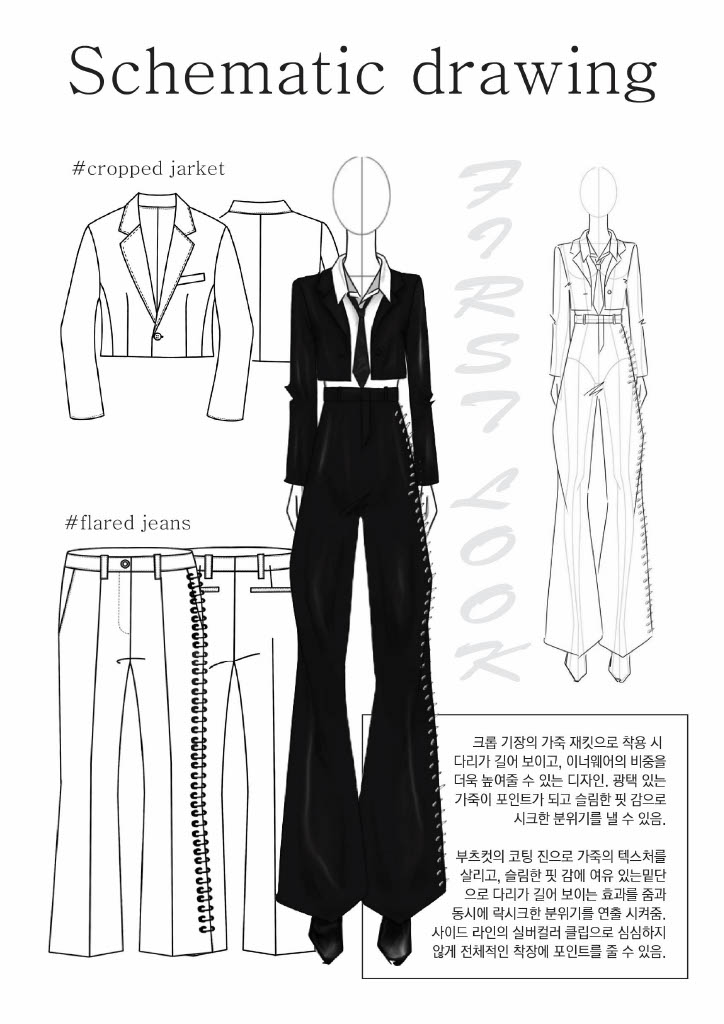 Schematic drawing
#cropped jarket
FIRST LOOK
#flared jeans
크롭 기장의 가죽 재킷으로 착용 시
다리가 길어 보이고, 이너웨어의 비중을
더욱 높여줄 수 있는 디자인. 광택 있는
가죽이 포인트가 되고 슬림한 핏 감으로
시크한 분위기를 낼 수 있음.
부츠컷의 코팅 진으로 가죽의 텍스처를
살리고, 슬림한 핏 감에 여유 있는밑단
으로 다리가 길어 보이는 효과를 줌과
동시에 락시크한 분위기를 연출 시켜줌.
사이드 라인의 실버컬러 클립으로 심심하지
않게 전체적인 착장에 포인트를 줄 수 있음.